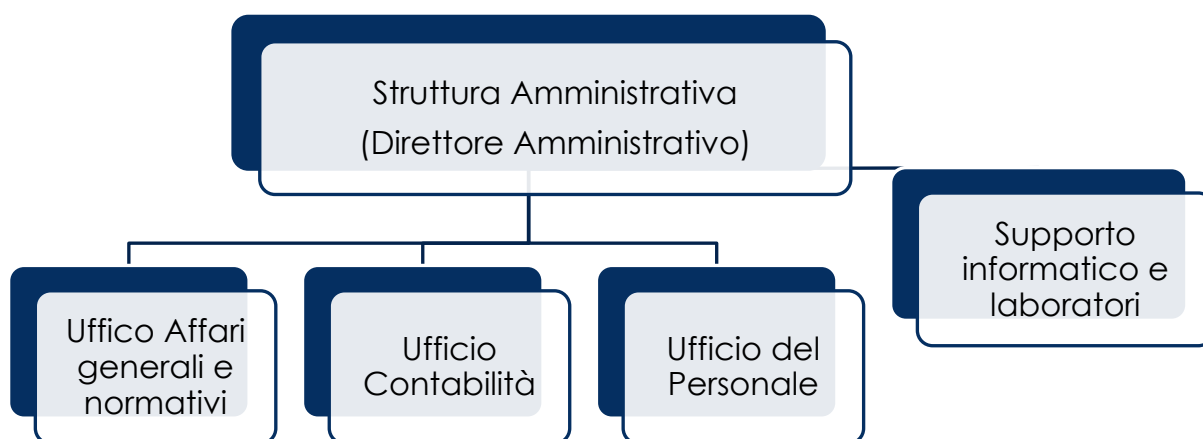 Struttura Amministrativa
(Direttore Amministrativo)
Supporto
informatico e
laboratori
Uffico Affari
generali e
normativi
Ufficio
Contabilità
Ufficio del
Personale